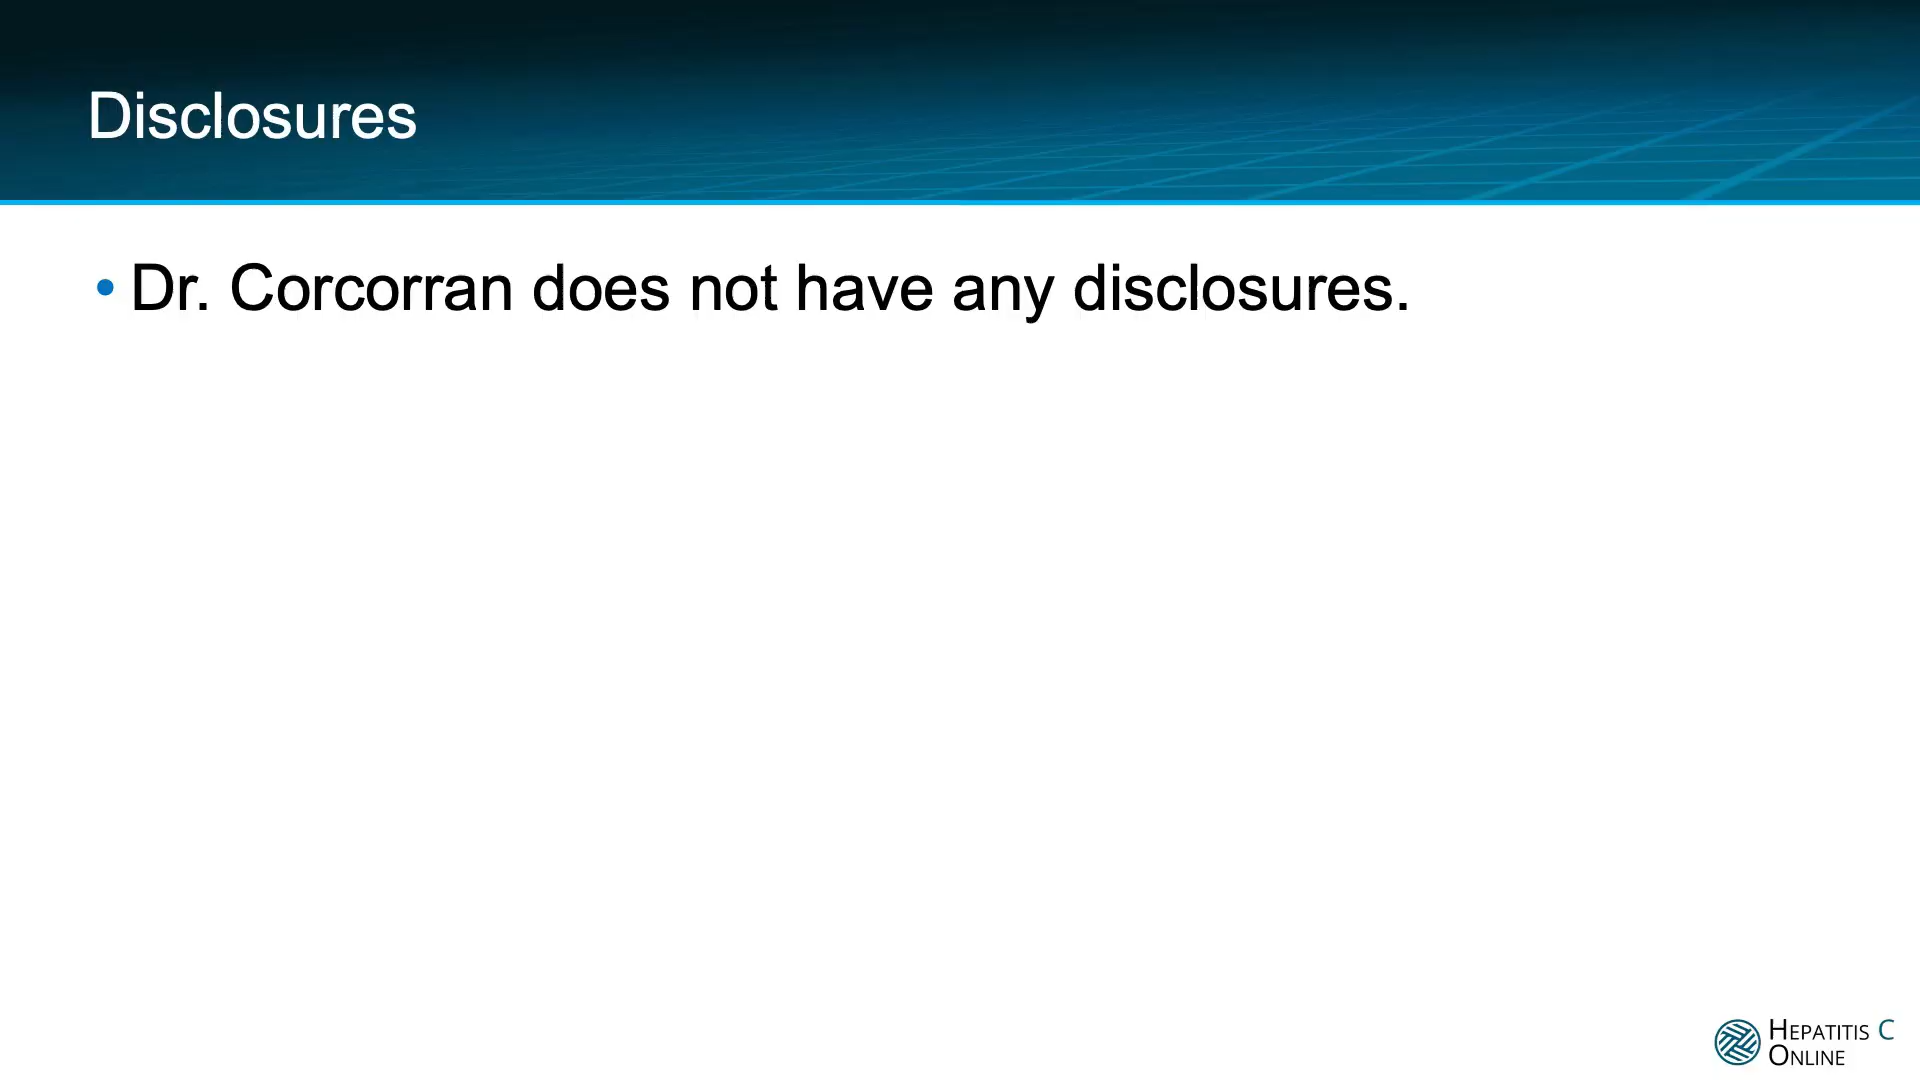 Disclosures
• Dr. Corcorran does not have any disclosures.
HEPATITIS C
ONLINE